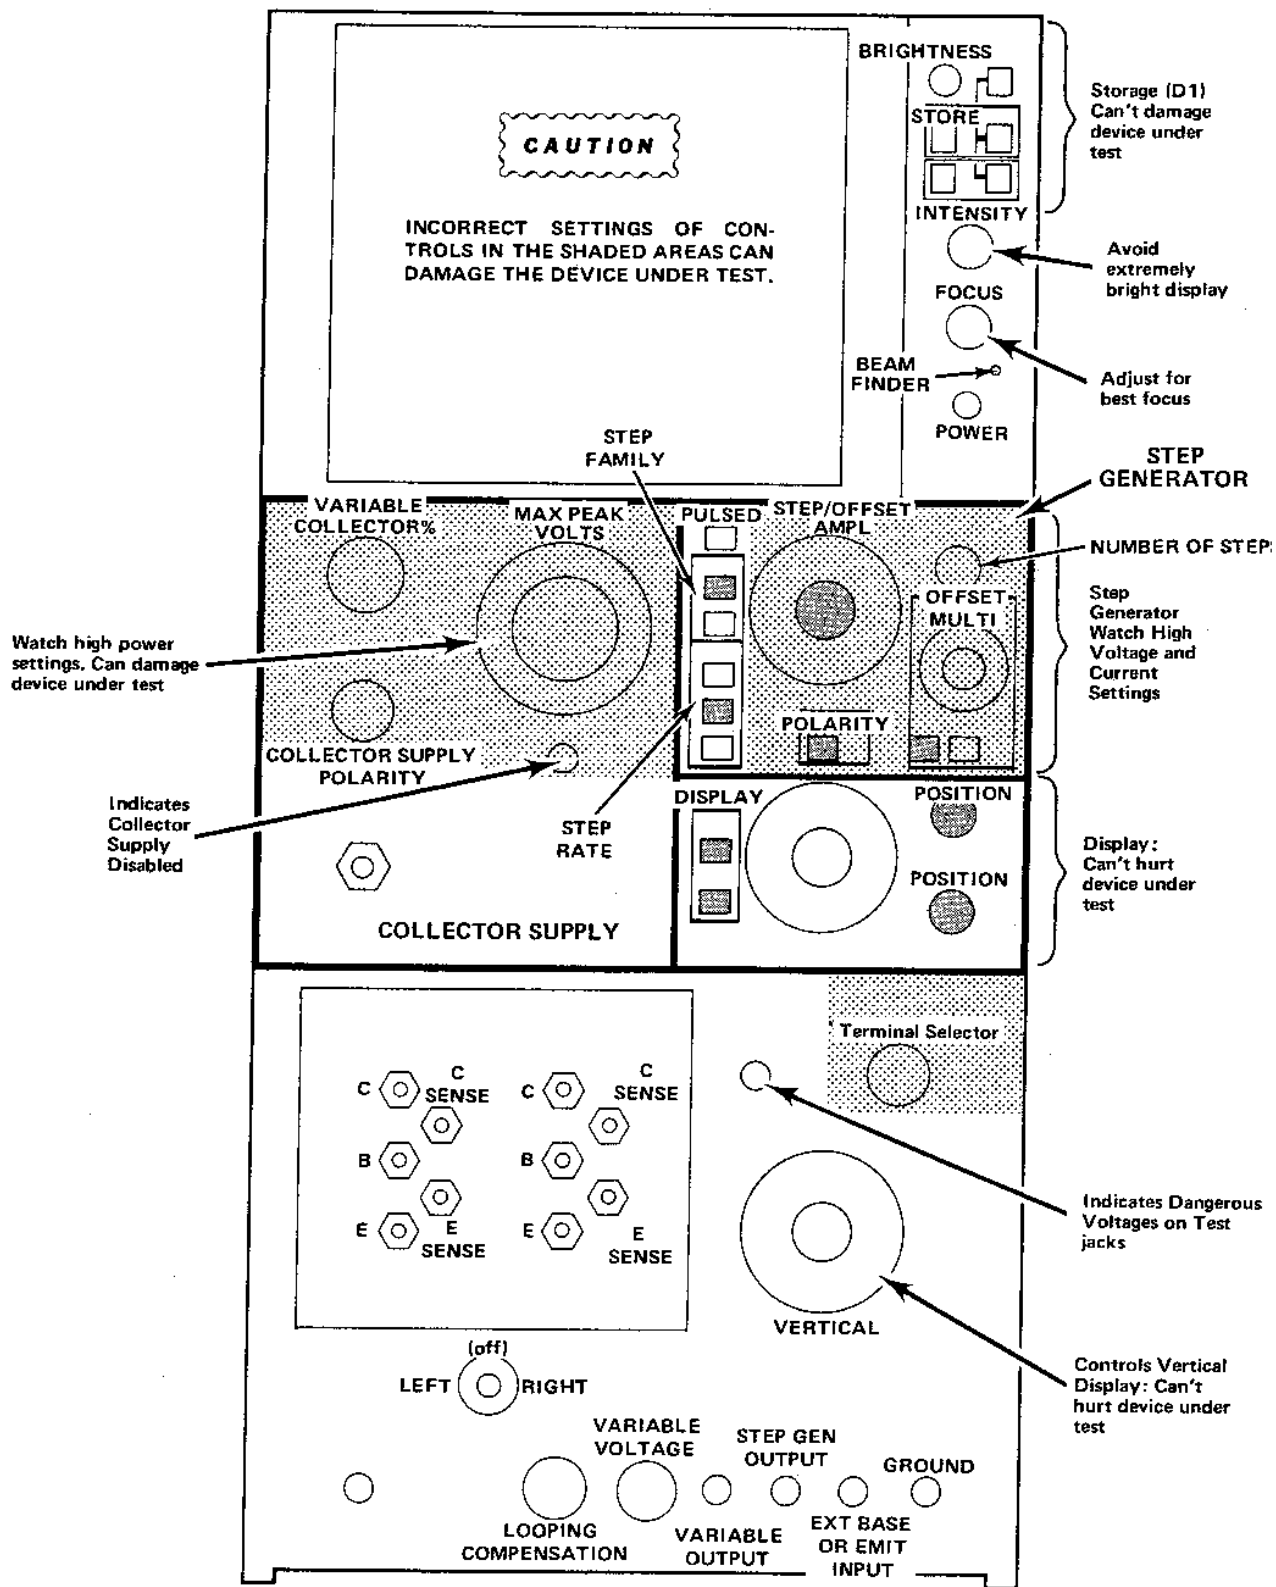 BRIGHTNESS
STORE
INTENSITY
FOCUS
BEAM
FINDER
POWER
Storage (D1)
Can't damage
device under
test
Avoid
extremely
bright display
Adjust for
best focus
CAUTION
INCORRECT SETTINGS OF CON-
TROLS IN THE SHADED AREAS CAN
DAMAGE THE DEVICE UNDER TEST.
STEP
FAMILY
STEP
GENERATOR
VARIABLE
COLLECTOR%
MAX PEAK
VOLTS
PULSED
STEP/OFFSET
AMPL
NUMBER OF STEPS
OFFSET
MULTI
Step
Generator
Watch High
Voltage and
Current
Settings
Watch high power
settings. Can damage
device under test
POLARITY
COLLECTOR SUPPLY
POLARITY
Indicates
Collector
Supply
Disabled
STEP
RATE
DISPLAY
POSITION
POSITION
Display:
Can't hurt
device under
test
COLLECTOR SUPPLY
Terminal Selector
C
C
SENSE
B
E
E
SENSE
C
C
SENSE
B
E
E
SENSE
Indicates Dangerous
Voltages on Test
jacks
VERTICAL
Controls Vertical
Display: Can't
hurt device under
test
(off)
LEFT
RIGHT
VARIABLE
VOLTAGE
STEP GEN
OUTPUT
GROUND
LOOPING
COMPENSATION
VARIABLE
OUTPUT
EXT BASE
OR EMIT
INPUT